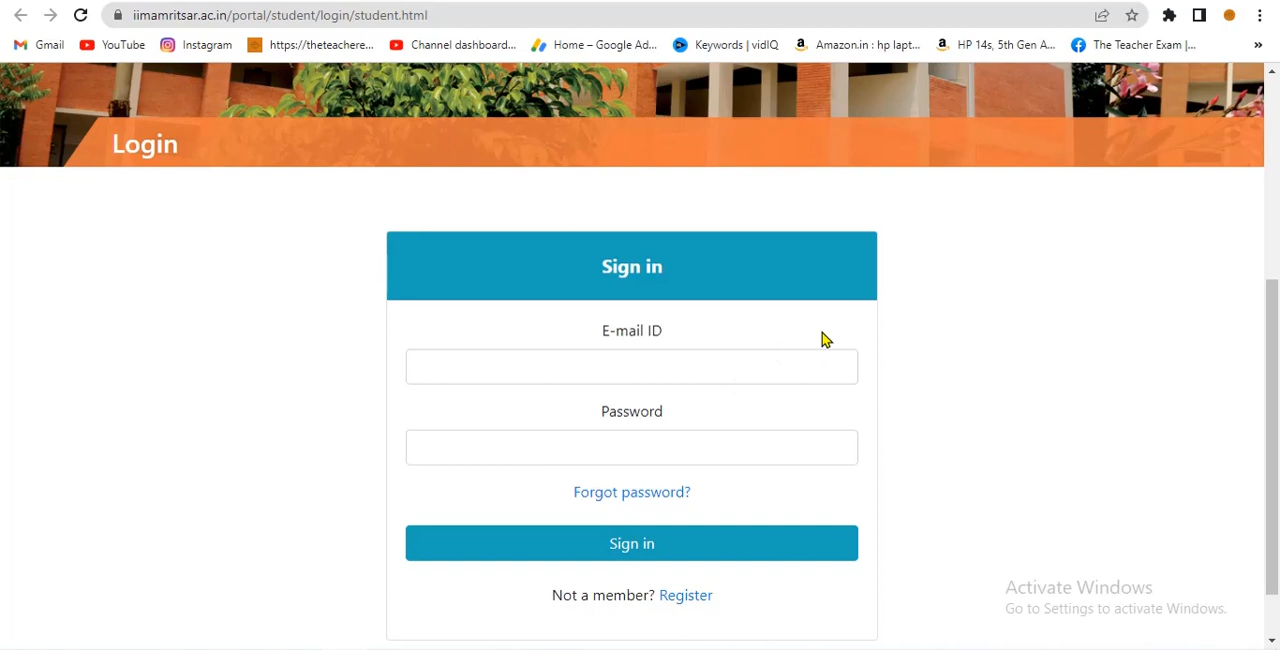 iimamritsar.ac.in/portal/student/login/student.html
Gmail YouTube Instagram https://theteachere... Channel dashboard... Home – Google Ad... Keywords | vidIQ Amazon.in : hp lapt... HP 14s, 5th Gen A... The Teacher Exam |... »
Login
Sign in
E-mail ID
Password
Forgot password?
Sign in
Not a member? Register
Activate Windows
Go to Settings to activate Windows.